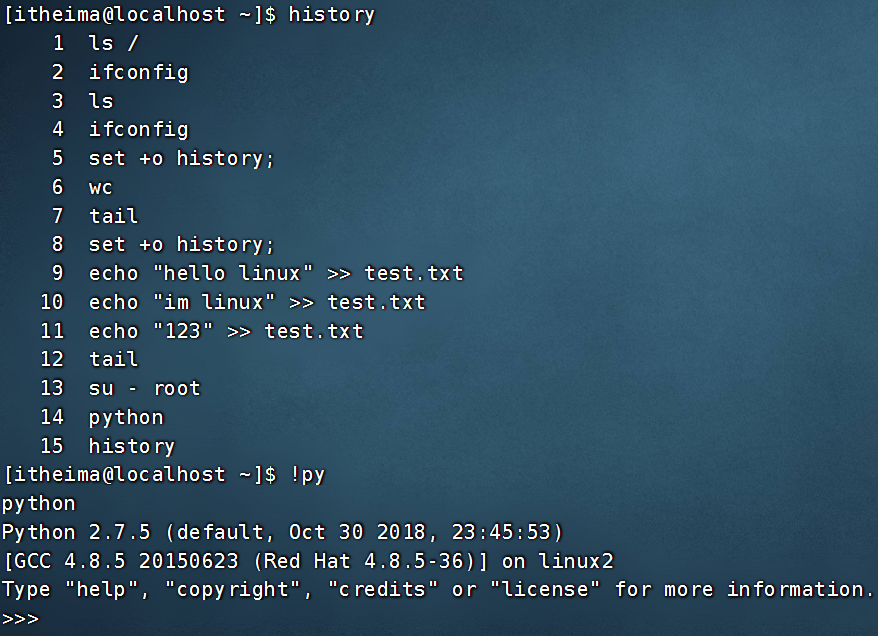 [itheima@localhost ~]$ history
    1  ls /
    2  ifconfig
    3  ls
    4  ifconfig
    5  set +o history;
    6  wc
    7  tail
    8  set +o history;
    9  echo "hello linux" >> test.txt
   10  echo "im linux" >> test.txt
   11  echo "123" >> test.txt
   12  tail
   13  su - root
   14  python
   15  history
[itheima@localhost ~]$ !py
python
Python 2.7.5 (default, Oct 30 2018, 23:45:53)
[GCC 4.8.5 20150623 (Red Hat 4.8.5-36)] on linux2
Type "help", "copyright", "credits" or "license" for more information.
>>>